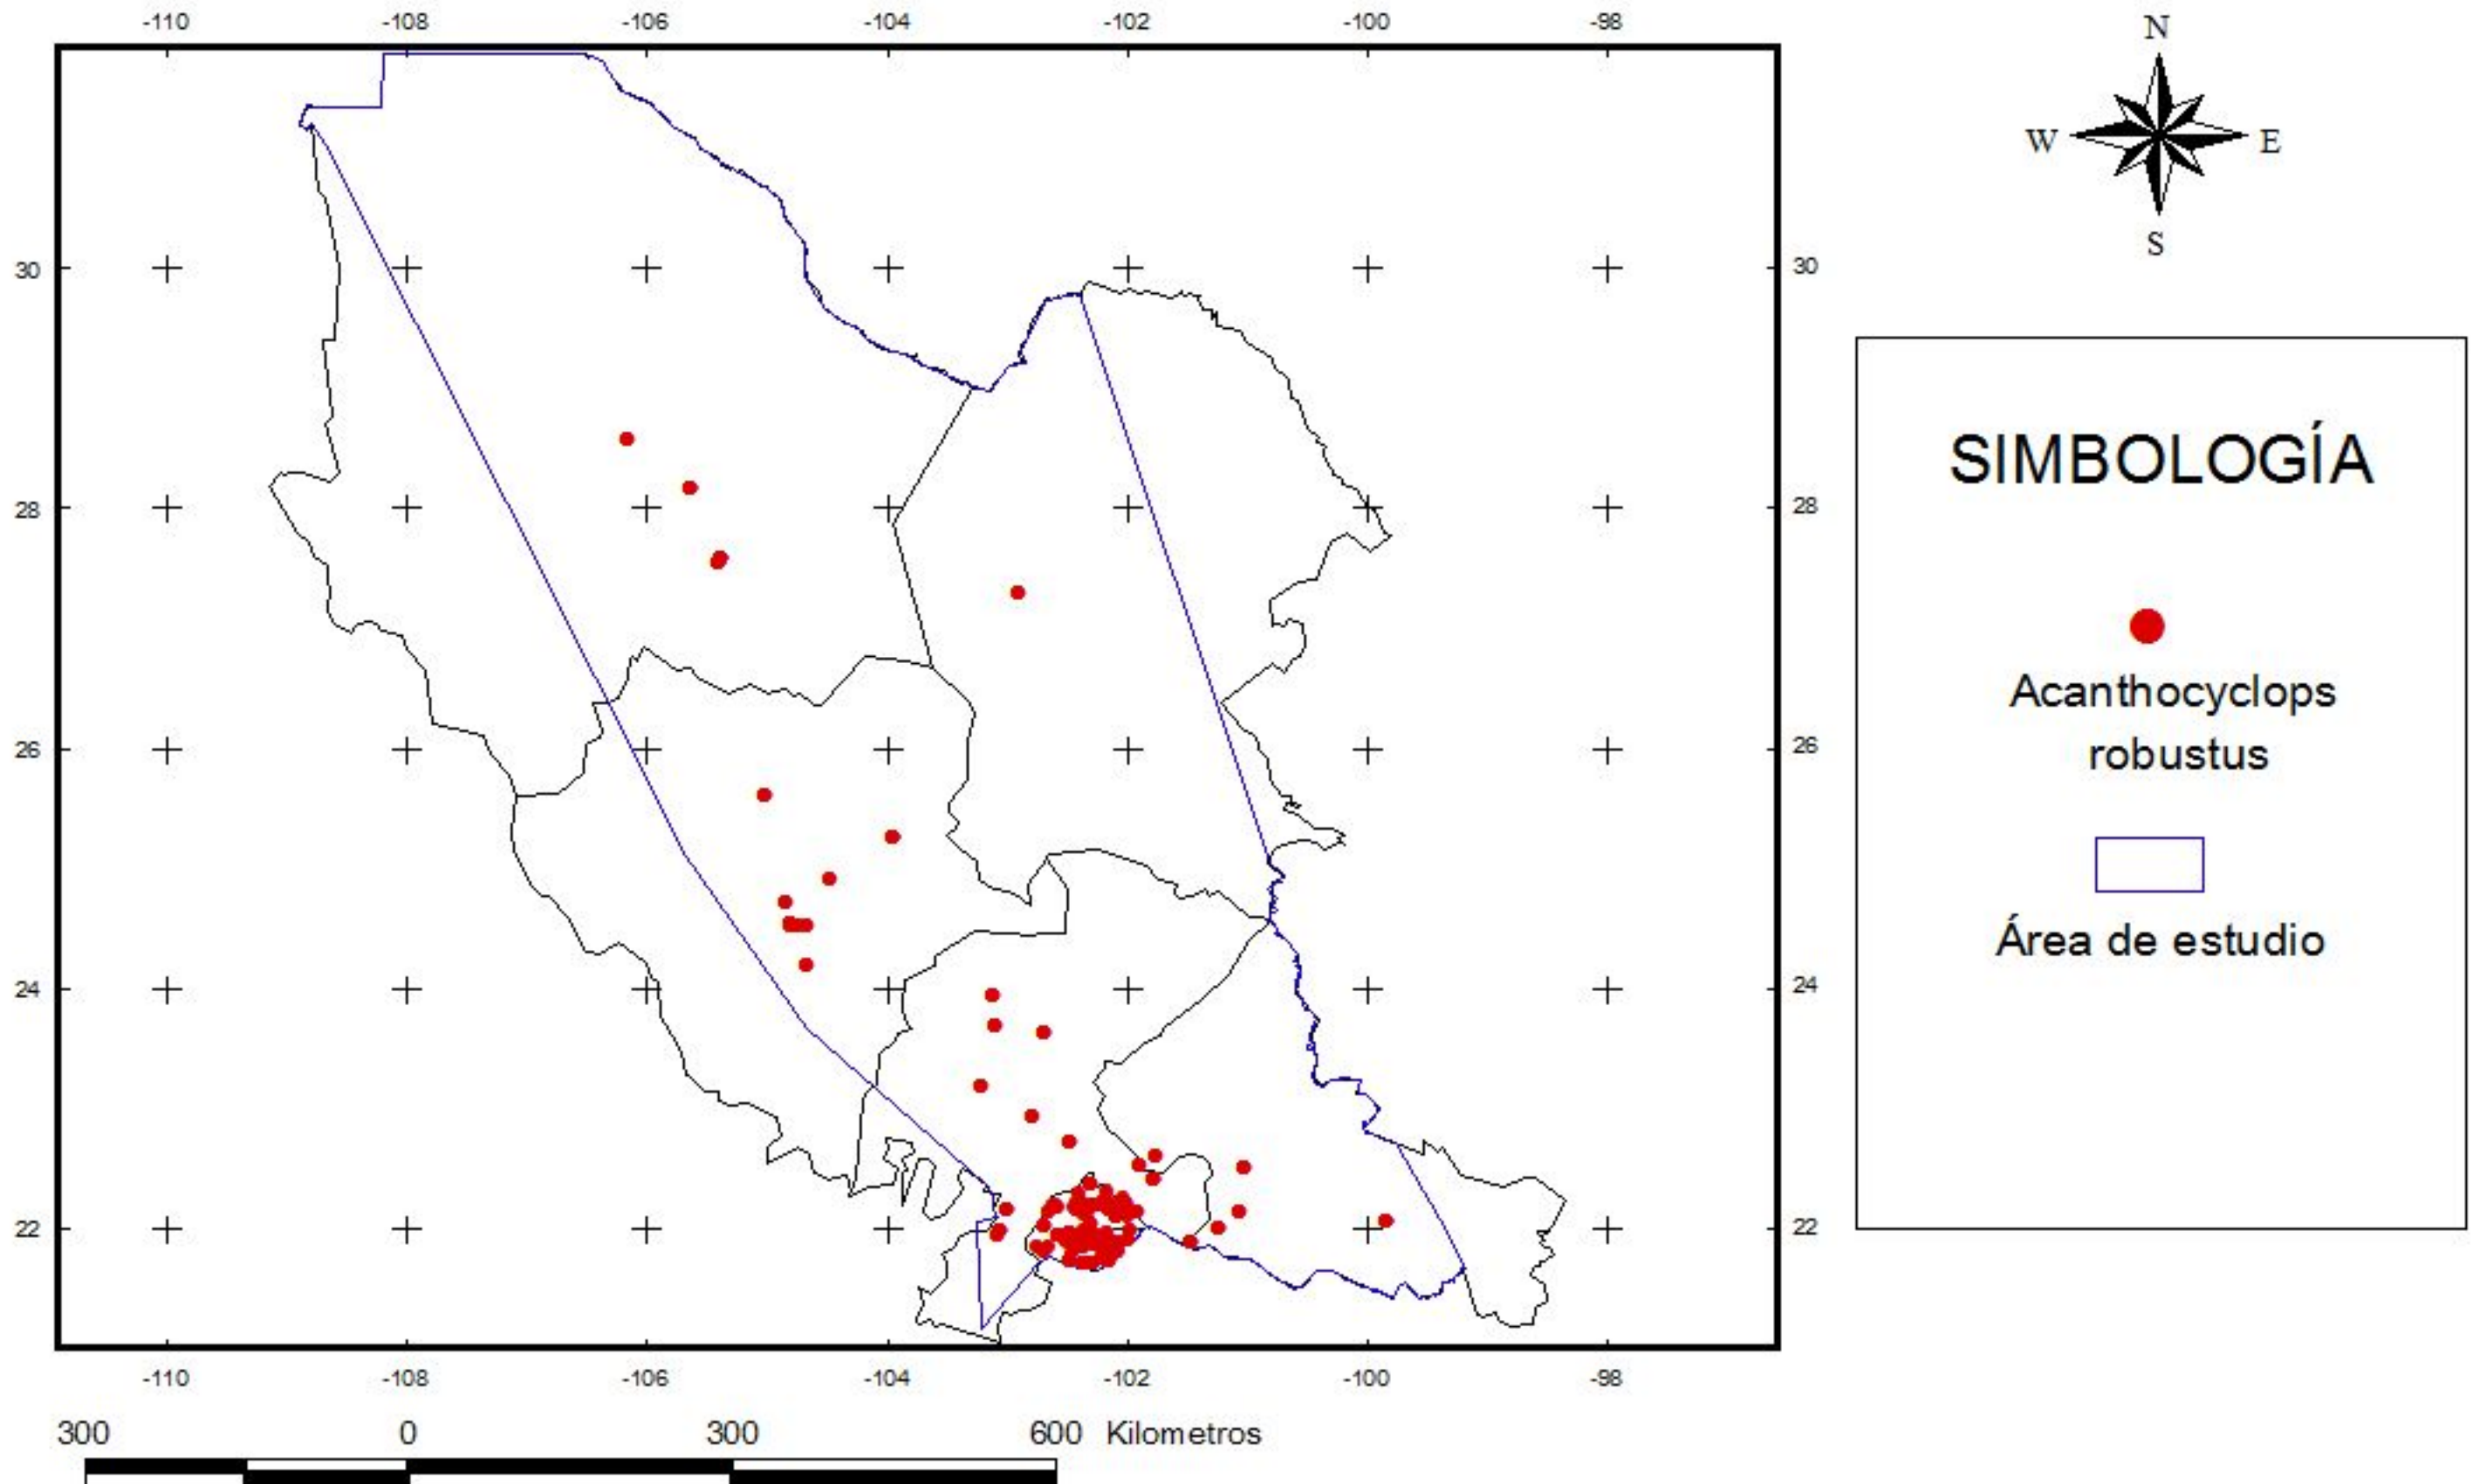 -110 -108 -106 -104 -102 -100 -98
N
W E
S
30 30
28 28
26 26
24 24
22 22
SIMBOLOGÍA
Acanthocyclops
robustus
Área de estudio
-110 -108 -106 -104 -102 -100 -98
300 0 300 600 Kilometros